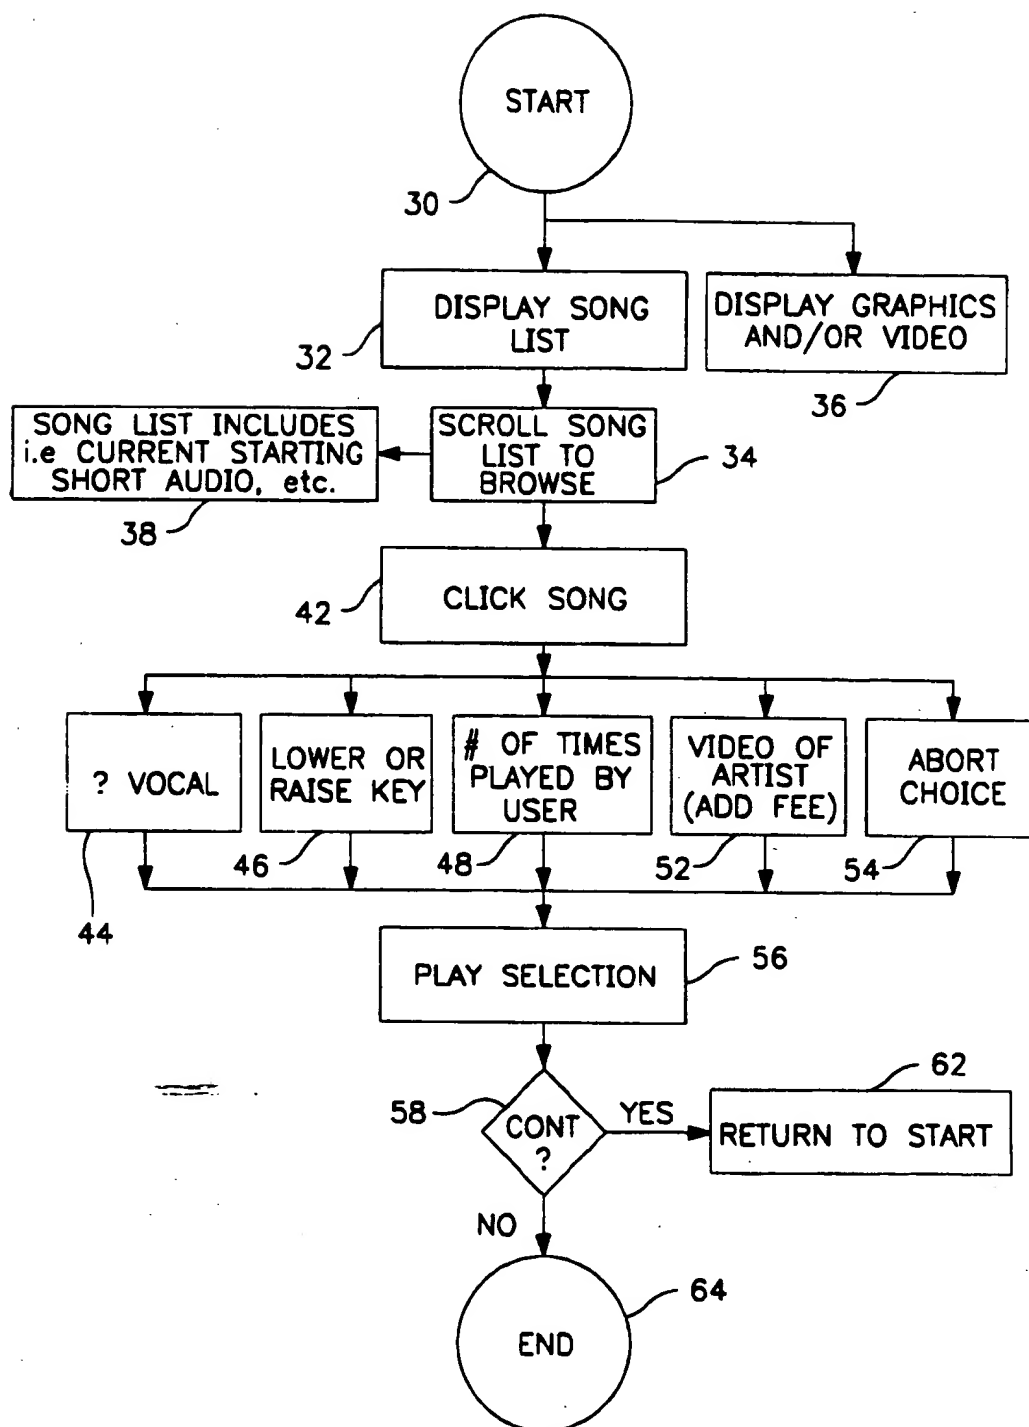 START
30
DISPLAY SONG
LIST
32
DISPLAY GRAPHICS
AND/OR VIDEO
36
SONG LIST INCLUDES
i.e CURRENT STARTING
SHORT AUDIO, etc.
38
SCROLL SONG
LIST TO
BROWSE
34
CLICK SONG
42
? VOCAL
44
LOWER OR
RAISE KEY
46
# OF TIMES
PLAYED BY
USER
48
VIDEO OF
ARTIST
(ADD FEE)
52
ABORT
CHOICE
54
PLAY SELECTION
56
CONT
?
58
YES
RETURN TO START
62
NO
END
64